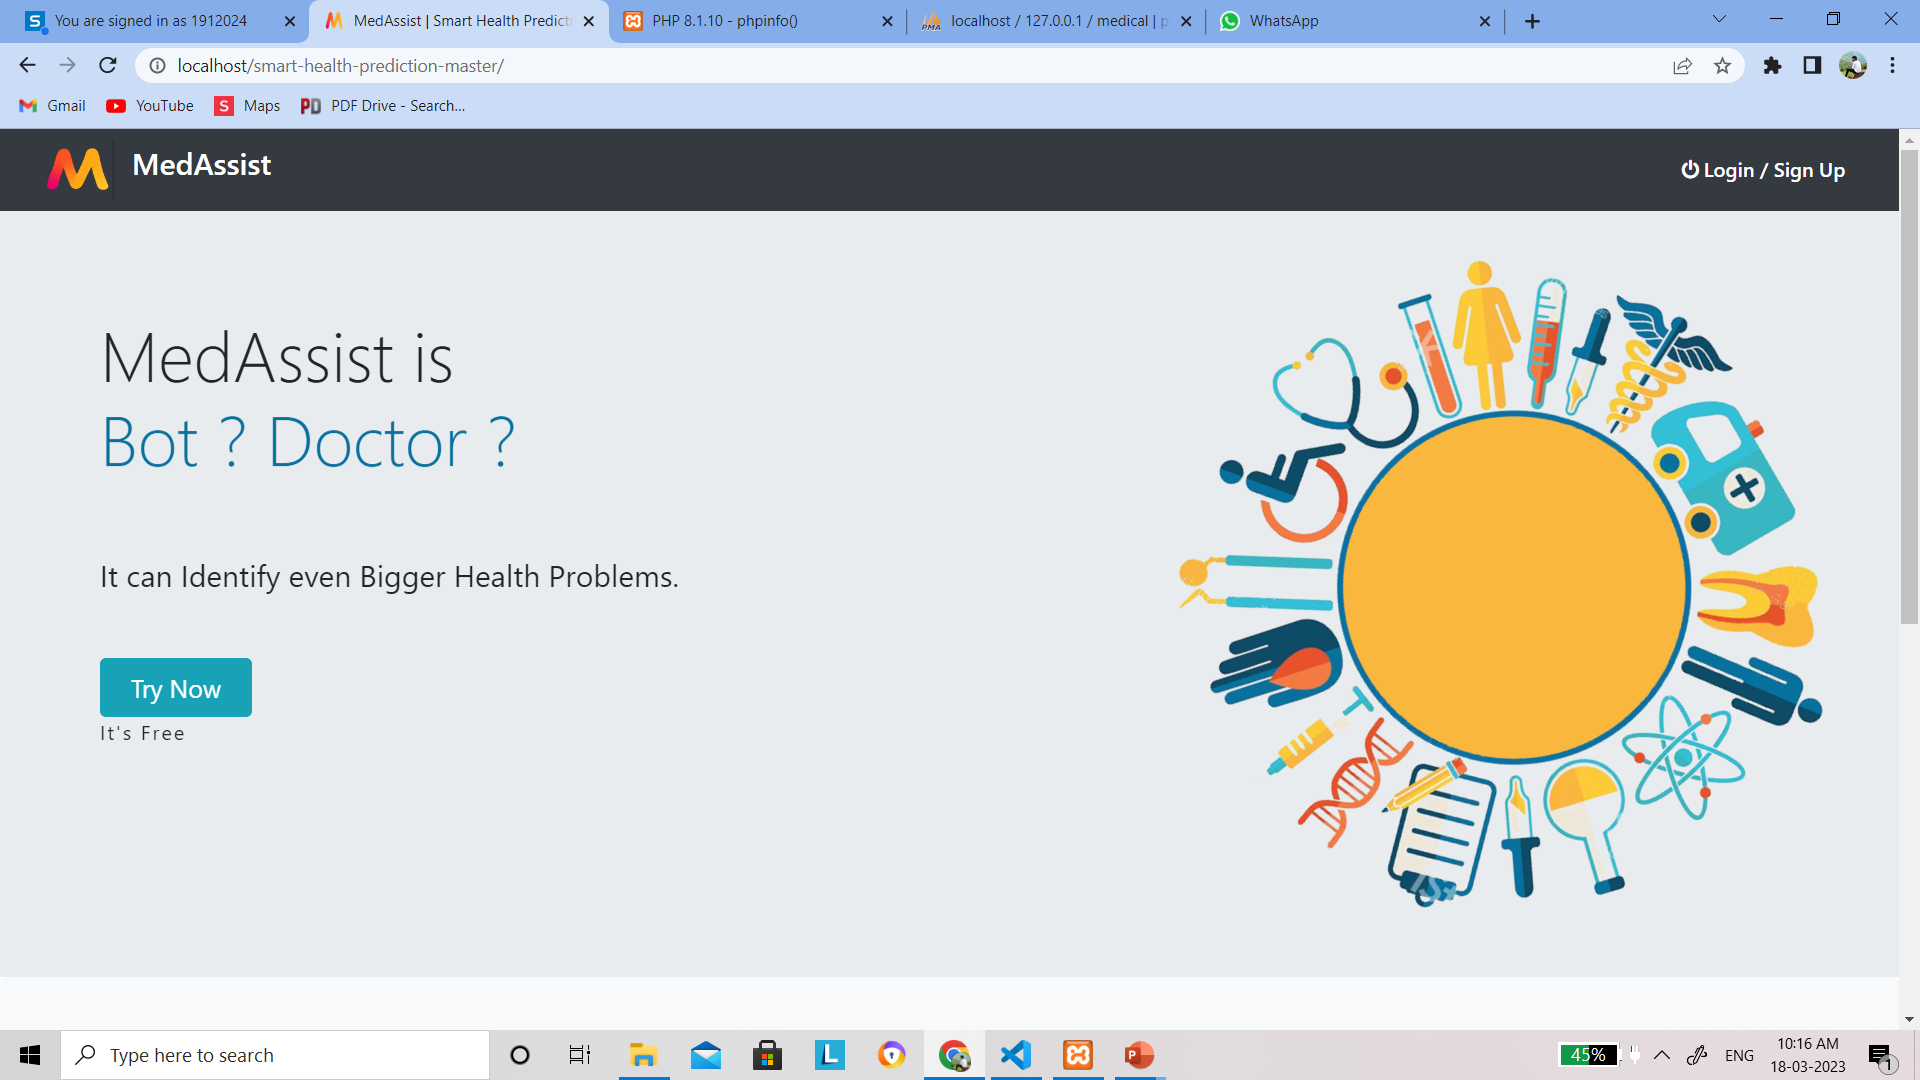 You are signed in as 1912024
MedAssist | Smart Health Predicti
PHP 8.1.10 - phpinfo()
localhost / 127.0.0.1 / medical | p
WhatsApp
localhost/smart-health-prediction-master/
Gmail
YouTube
Maps
PDF Drive - Search...
MedAssist
Login / Sign Up
MedAssist is
Bot ? Doctor ?
It can Identify even Bigger Health Problems.
Try Now
It's Free
Type here to search
45%
ENG
10:16 AM
18-03-2023
1